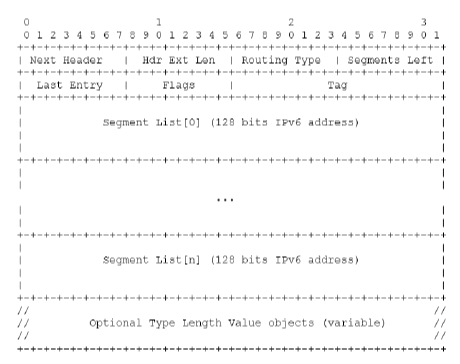 0 1 2 3
0 1 2 3 4 5 6 7 8 9 0 1 2 3 4 5 6 7 8 9 0 1 2 3 4 5 6 7 8 9 0 1
+-+-+-+-+-+-+-+-+-+-+-+-+-+-+-+-+-+-+-+-+-+-+-+-+-+-+-+-+-+-+-+-+
| Next Header | Hdr Ext Len | Routing Type | Segments Left |
+-+-+-+-+-+-+-+-+-+-+-+-+-+-+-+-+-+-+-+-+-+-+-+-+-+-+-+-+-+-+-+-+
| Last Entry | Flags | Tag |
+-+-+-+-+-+-+-+-+-+-+-+-+-+-+-+-+-+-+-+-+-+-+-+-+-+-+-+-+-+-+-+-+
| Segment List[0] (128 bits IPv6 address) |
+-+-+-+-+-+-+-+-+-+-+-+-+-+-+-+-+-+-+-+-+-+-+-+-+-+-+-+-+-+-+-+-+
| ... |
+-+-+-+-+-+-+-+-+-+-+-+-+-+-+-+-+-+-+-+-+-+-+-+-+-+-+-+-+-+-+-+-+
| Segment List[n] (128 bits IPv6 address) |
+-+-+-+-+-+-+-+-+-+-+-+-+-+-+-+-+-+-+-+-+-+-+-+-+-+-+-+-+-+-+-+-+
// //
// Optional Type Length Value objects (variable) //
// //
+-+-+-+-+-+-+-+-+-+-+-+-+-+-+-+-+-+-+-+-+-+-+-+-+-+-+-+-+-+-+-+-+